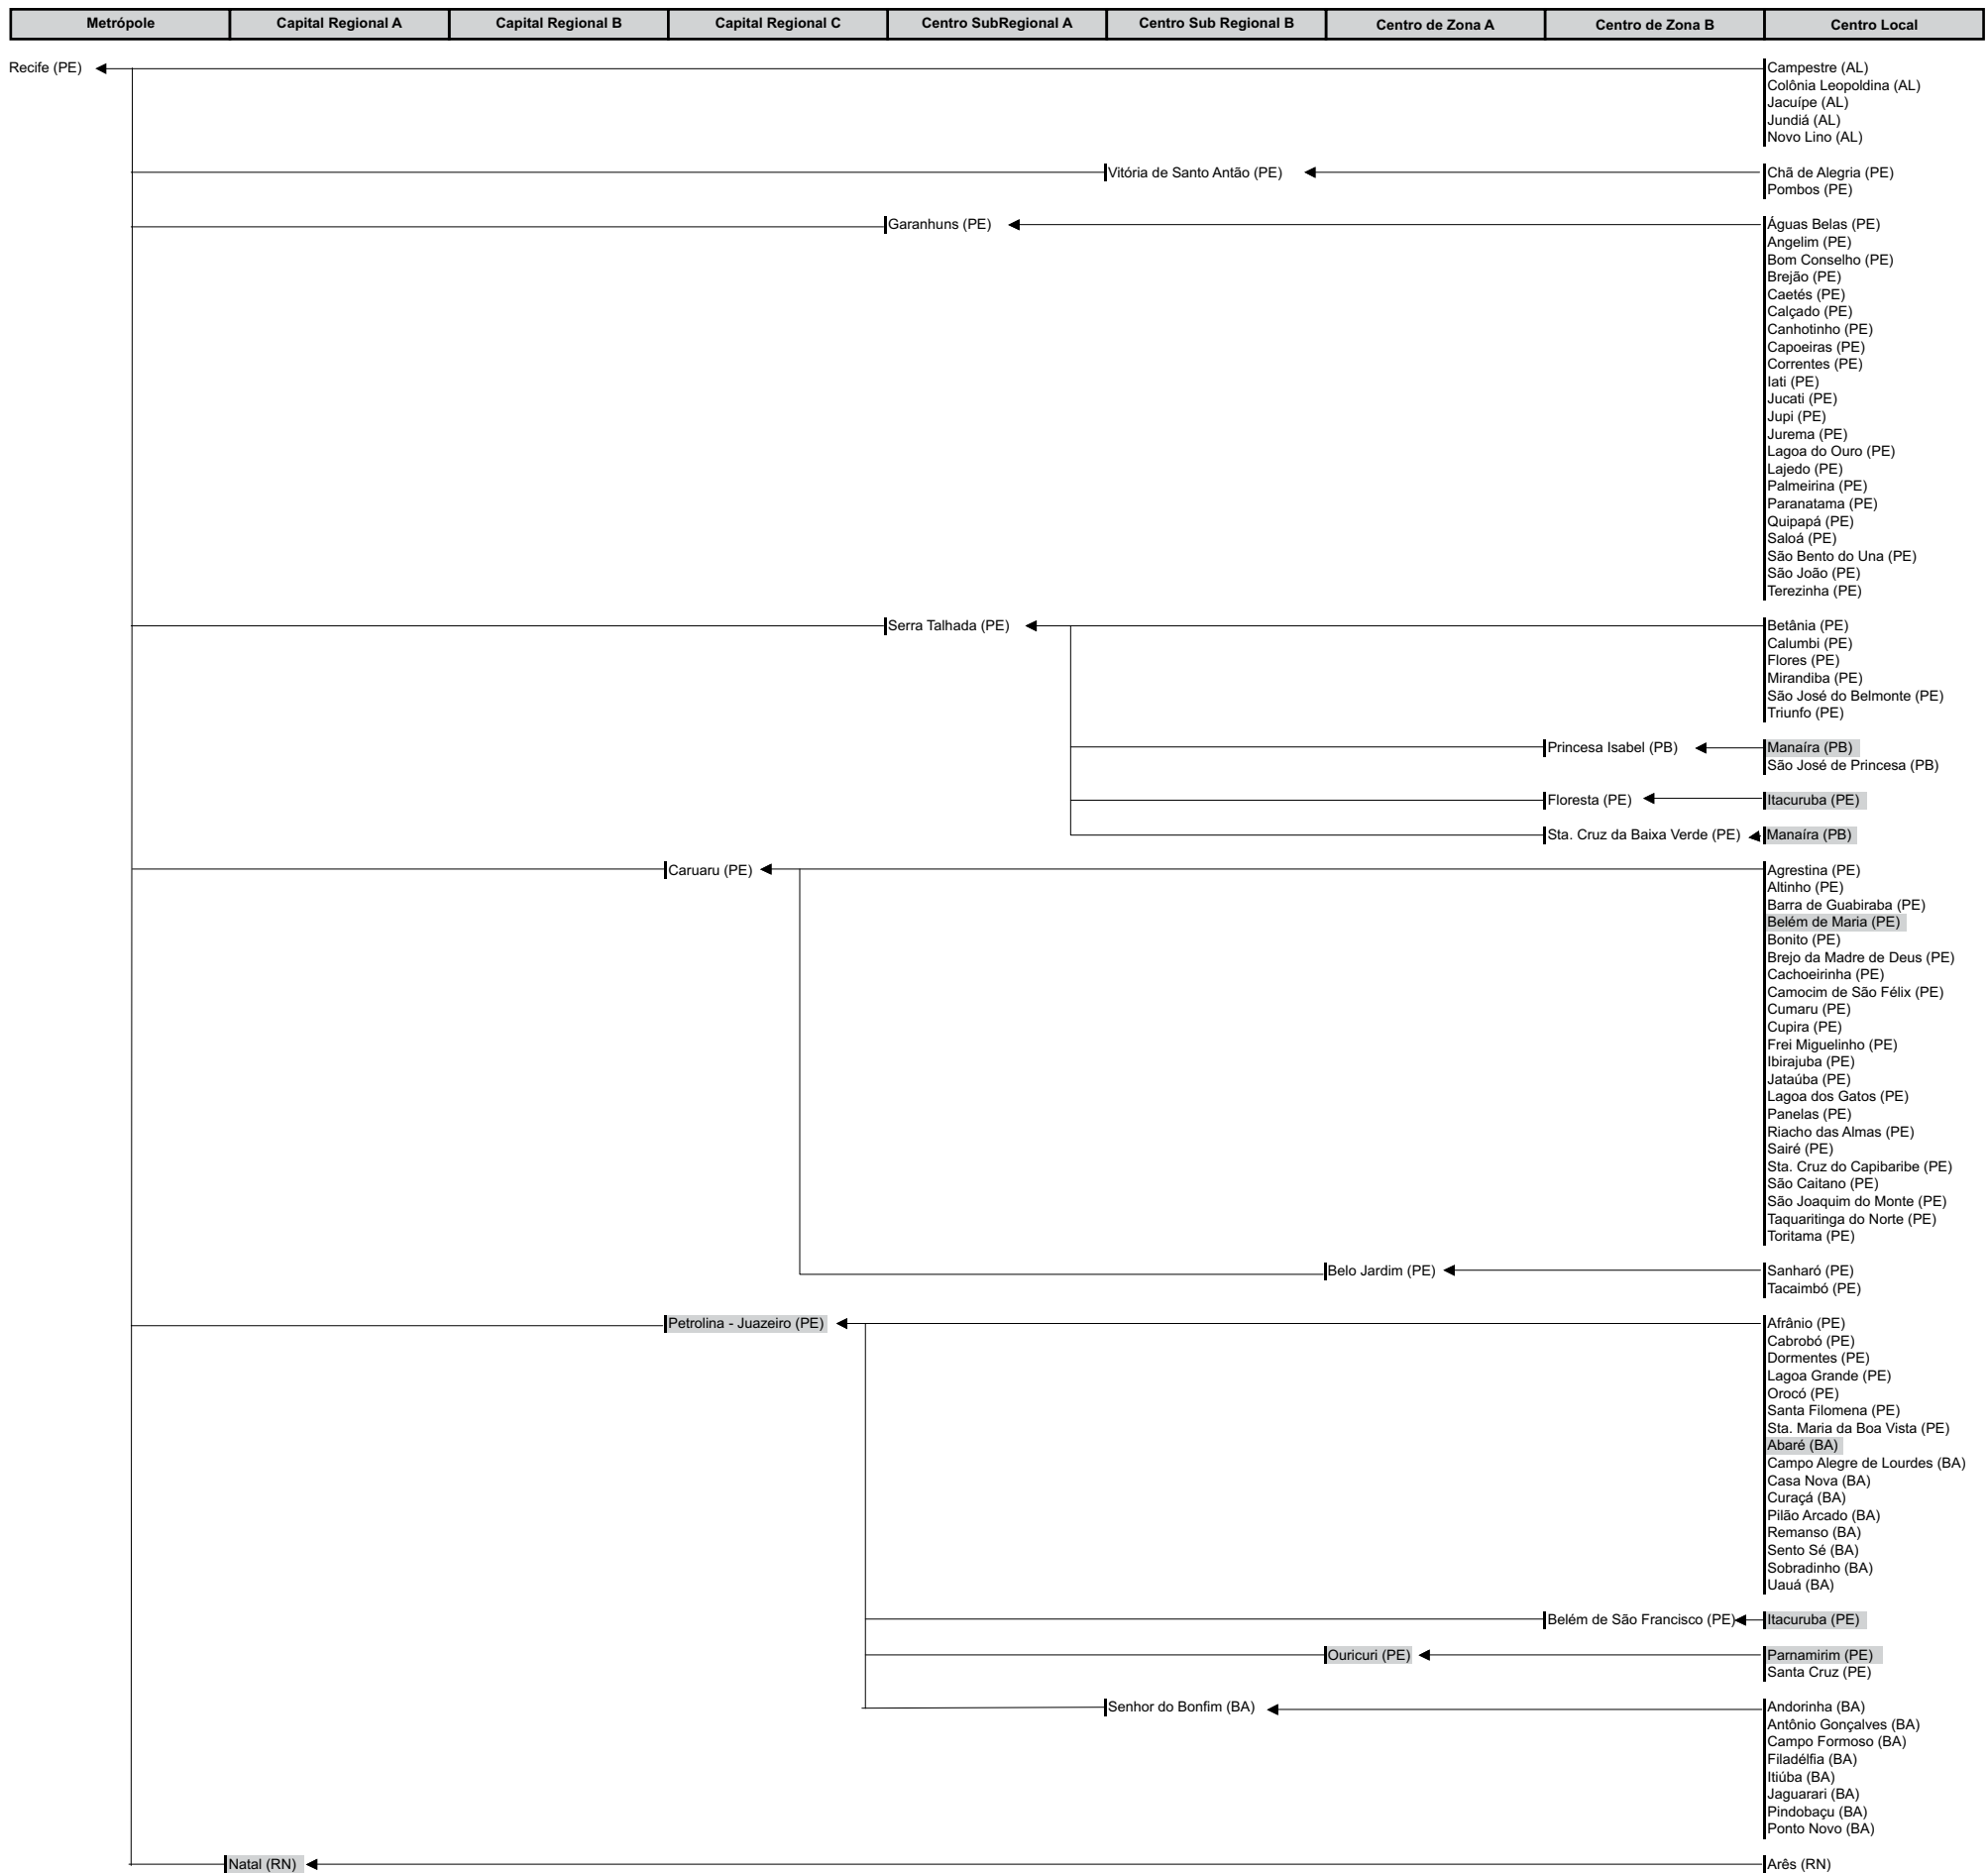 Metrópole Capital Regional A Capital Regional B Capital Regional C Centro SubRegional A Centro Sub Regional B Centro de Zona A Centro de Zona B Centro Local
Recife (PE) Campestre (AL)
Colônia Leopoldina (AL)
Jacuípe (AL)
Jundiá (AL)
Novo Lino (AL)
Vitória de Santo Antão (PE) Chã de Alegria (PE)
Pombos (PE)
Garanhuns (PE) Águas Belas (PE)
Angelim (PE)
Bom Conselho (PE)
Brejão (PE)
Caetés (PE)
Calçado (PE)
Canhotinho (PE)
Capoeiras (PE)
Correntes (PE)
Iati (PE)
Jucati (PE)
Jupi (PE)
Jurema (PE)
Lagoa do Ouro (PE)
Lajedo (PE)
Palmeirina (PE)
Paranatama (PE)
Quipapá (PE)
Saloá (PE)
São Bento do Una (PE)
São João (PE)
Terezinha (PE)
Serra Talhada (PE) Betânia (PE)
Calumbi (PE)
Flores (PE)
Mirandiba (PE)
São José do Belmonte (PE)
Triunfo (PE)
Princesa Isabel (PB) Manaíra (PB)
São José de Princesa (PB)
Floresta (PE) Itacuruba (PE)
Sta. Cruz da Baixa Verde (PE) Manaíra (PB)
Caruaru (PE) Agrestina (PE)
Altinho (PE)
Barra de Guabiraba (PE)
Belém de Maria (PE)
Bonito (PE)
Brejo da Madre de Deus (PE)
Cachoeirinha (PE)
Camocim de São Félix (PE)
Cumaru (PE)
Cupira (PE)
Frei Miguelinho (PE)
Ibirajuba (PE)
Jataúba (PE)
Lagoa dos Gatos (PE)
Panelas (PE)
Riacho das Almas (PE)
Sairé (PE)
Sta. Cruz do Capibaribe (PE)
São Caitano (PE)
São Joaquim do Monte (PE)
Taquaritinga do Norte (PE)
Toritama (PE)
Belo Jardim (PE) Sanharó (PE)
Tacaimbó (PE)
Petrolina - Juazeiro (PE) Afrânio (PE)
Cabrobó (PE)
Dormentes (PE)
Lagoa Grande (PE)
Orocó (PE)
Santa Filomena (PE)
Sta. Maria da Boa Vista (PE)
Abaré (BA)
Campo Alegre de Lourdes (BA)
Casa Nova (BA)
Curaçá (BA)
Pilão Arcado (BA)
Remanso (BA)
Sento Sé (BA)
Sobradinho (BA)
Uauá (BA)
Belém de São Francisco (PE) Itacuruba (PE)
Ouricuri (PE) Parnamirim (PE)
Santa Cruz (PE)
Senhor do Bonfim (BA) Andorinha (BA)
Antônio Gonçalves (BA)
Campo Formoso (BA)
Filadélfia (BA)
Itiúba (BA)
Jaguarari (BA)
Pindobaçu (BA)
Ponto Novo (BA)
Natal (RN) Arês (RN)